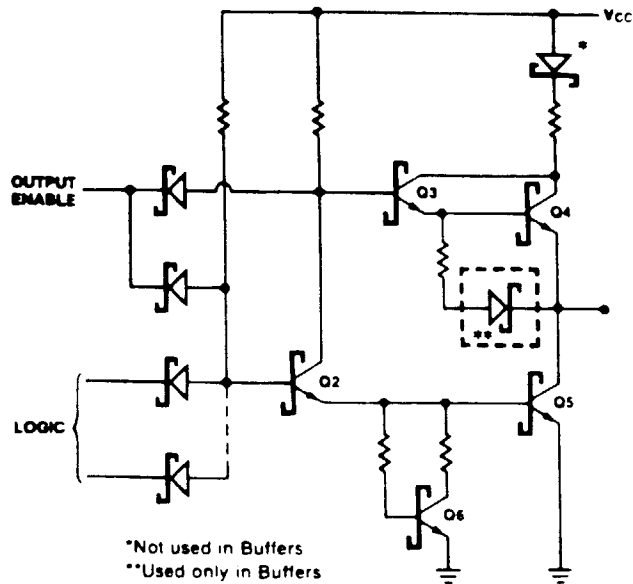 VCC
*
OUTPUT
ENABLE
Q3
Q4
**
Q2
Q5
LOGIC
Q6
*Not used in Buffers
**Used only in Buffers